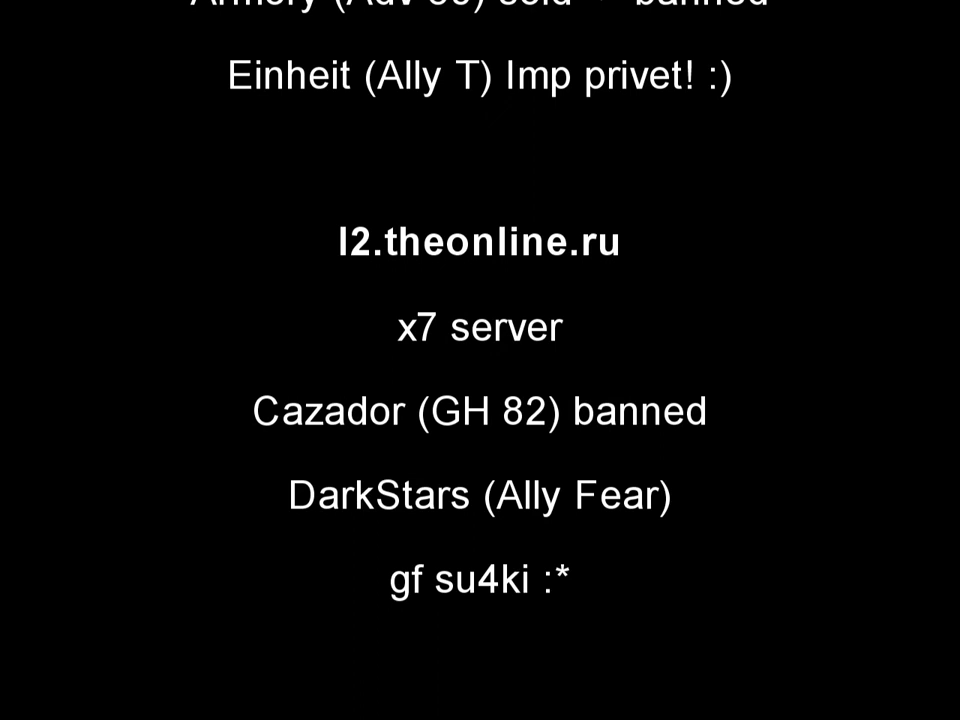 Einheit (Ally T) Imp privet! :)
l2.theonline.ru
x7 server
Cazador (GH 82) banned
DarkStars (Ally Fear)
gf su4ki :*